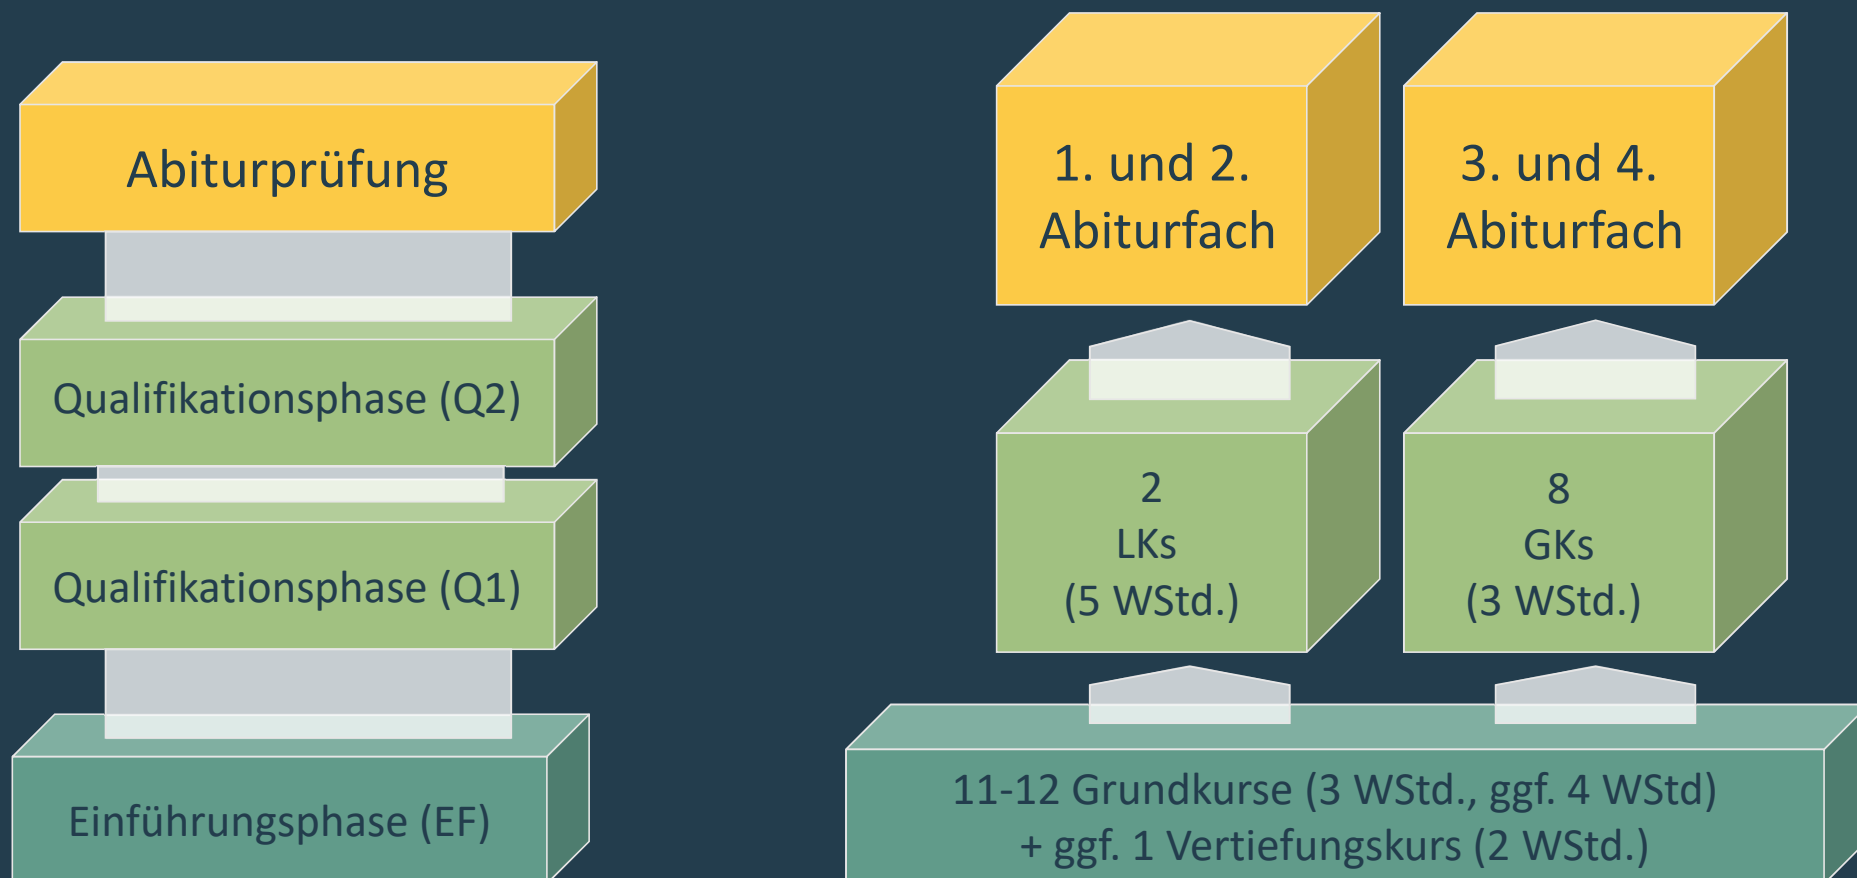 Abiturprüfung
Qualifikationsphase (Q2)
Qualifikationsphase (Q1)
Einführungsphase (EF)
1. und 2.
Abiturfach
3. und 4.
Abiturfach
2
LKs
(5 WStd.)
8
GKs
(3 WStd.)
11-12 Grundkurse (3 WStd., ggf. 4 WStd)
+ ggf. 1 Vertiefungskurs (2 WStd.)